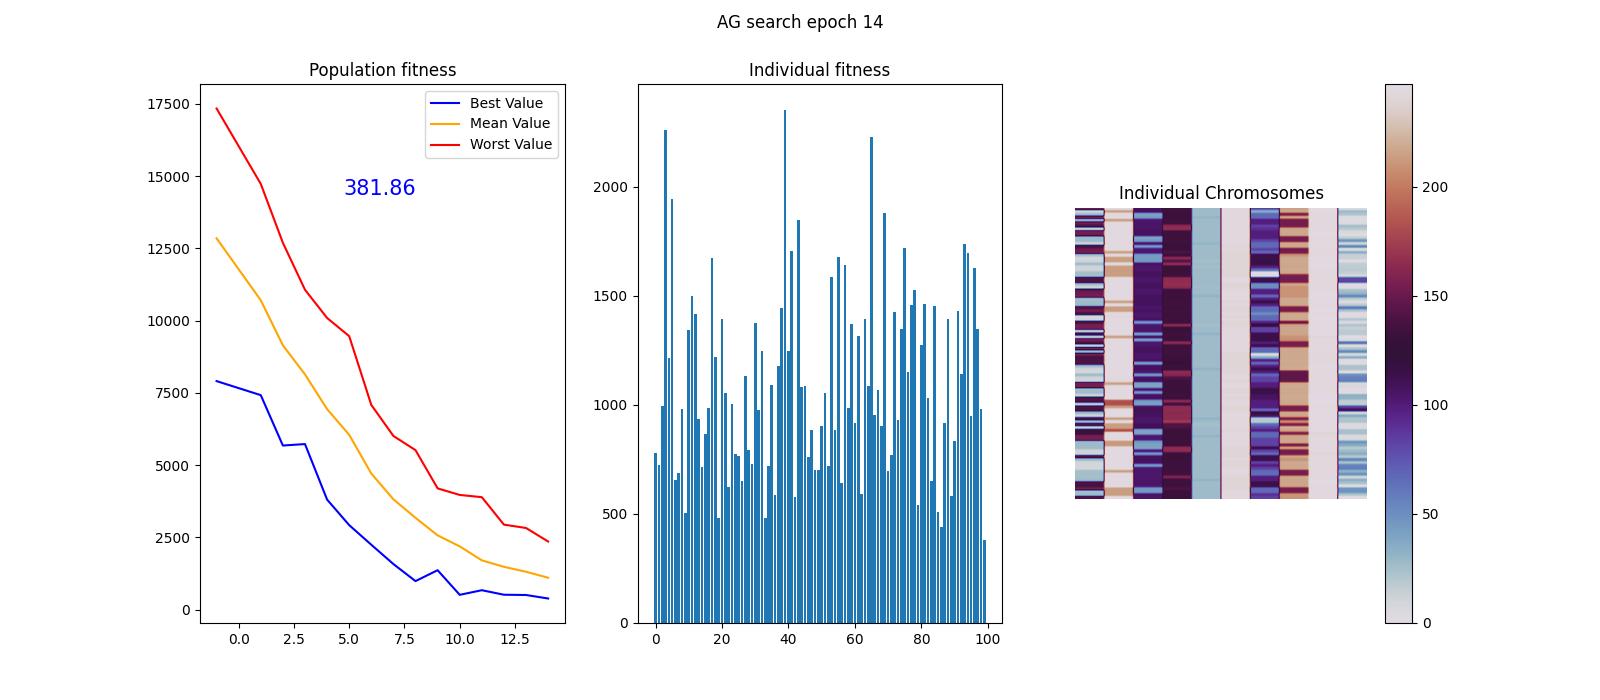 AG search epoch 14
Population fitness
17500
15000
12500
10000
7500
5000
2500
0
0.0 2.5 5.0 7.5 10.0 12.5
Best Value
Mean Value
Worst Value
381.86
Individual fitness
2000
1500
1000
500
0
0 20 40 60 80 100
Individual Chromosomes
200
150
100
50
0